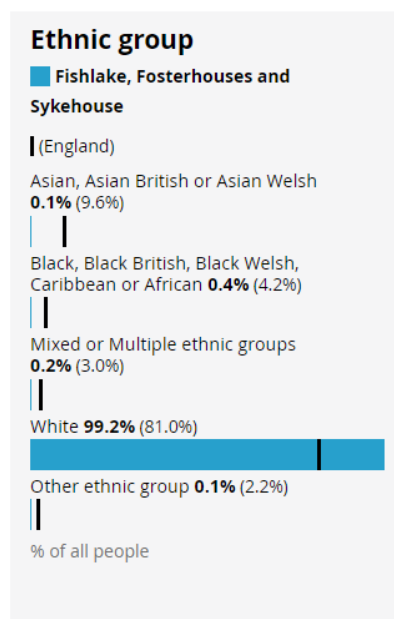 Ethnic group
Fishlake, Fosterhouses and
Sykehouse
(England)
Asian, Asian British or Asian Welsh
0.1% (9.6%)
Black, Black British, Black Welsh,
Caribbean or African 0.4% (4.2%)
Mixed or Multiple ethnic groups
0.2% (3.0%)
White 99.2% (81.0%)
Other ethnic group 0.1% (2.2%)
% of all people